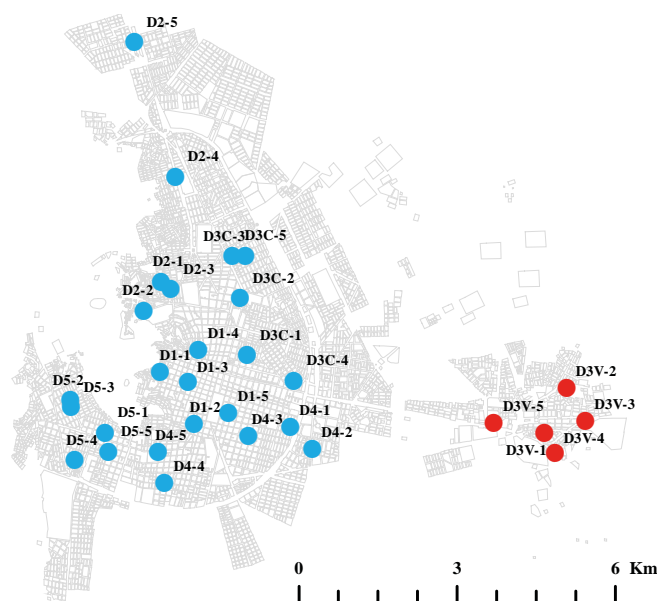 D2-5
D2-4
D3C-3 D3C-5
D2-1
D2-3
D3C-2
D2-2
D1-4
D3C-1
D1-1
D1-3
D3C-4
D3V-2
D5-2
D5-3
D1-5
D3V-5
D3V-3
D5-1
D1-2
D4-3
D4-1
D5-4
D5-5
D4-5
D4-2
D3V-1
D3V-4
D4-4
0 3 6 Km